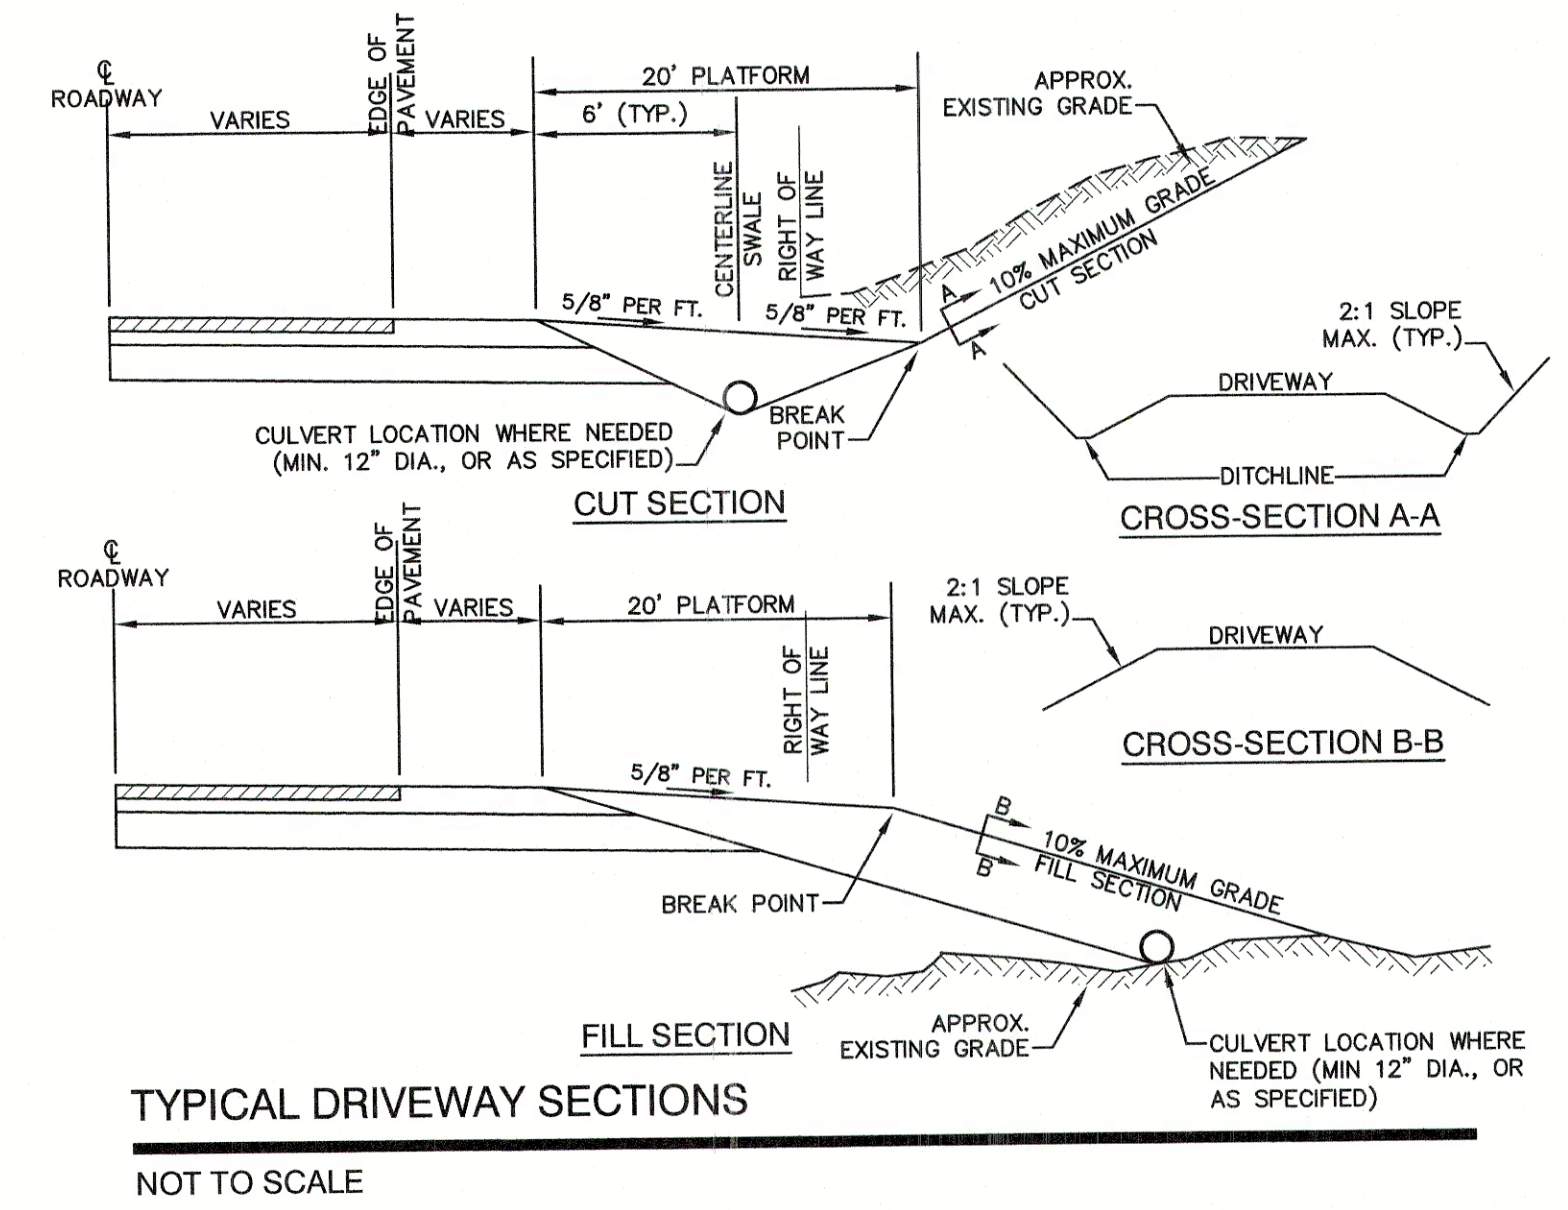 ℄
ROADWAY
VARIES
EDGE OF
PAVEMENT
VARIES
20' PLATFORM
6' (TYP.)
CENTERLINE
SWALE
RIGHT OF
WAY LINE
APPROX.
EXISTING GRADE
10% MAXIMUM GRADE
CUT SECTION
A
A
5/8" PER FT.
5/8" PER FT.
2:1 SLOPE
MAX. (TYP.)
DRIVEWAY
DITCHLINE
CROSS-SECTION A-A
BREAK
POINT
CULVERT LOCATION WHERE NEEDED
(MIN. 12" DIA., OR AS SPECIFIED)
CUT SECTION
℄
ROADWAY
VARIES
EDGE OF
PAVEMENT
VARIES
20' PLATFORM
RIGHT OF
WAY LINE
2:1 SLOPE
MAX. (TYP.)
DRIVEWAY
CROSS-SECTION B-B
5/8" PER FT.
B
B
10% MAXIMUM GRADE
FILL SECTION
BREAK POINT
APPROX.
EXISTING GRADE
CULVERT LOCATION WHERE
NEEDED (MIN 12" DIA., OR
AS SPECIFIED)
FILL SECTION
TYPICAL DRIVEWAY SECTIONS
NOT TO SCALE